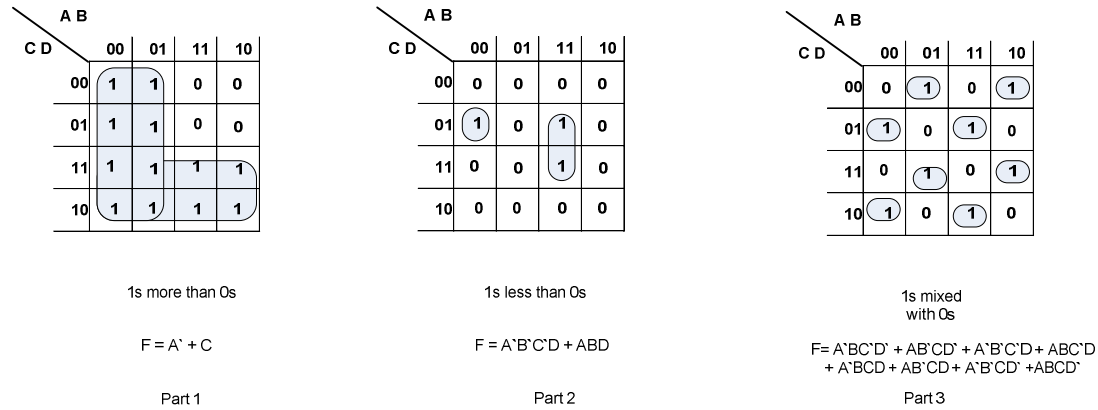 A B
C D 00 01 11 10
00 1 1 0 0
01 1 1 0 0
11 1 1 1 1
10 1 1 1 1
1s more than 0s
F = A` + C
Part 1
A B
C D 00 01 11 10
00 0 0 0 0
01 1 0 1 0
11 0 0 1 0
10 0 0 0 0
1s less than 0s
F = A`B`C`D + ABD
Part 2
A B
C D 00 01 11 10
00 0 1 0 1
01 1 0 1 0
11 0 1 0 1
10 1 0 1 0
1s mixed
with 0s
F= A`BC`D` + AB`C`D` + A`B`C`D + ABC`D
+ A`BCD + AB`CD + A`B`CD` +ABCD`
Part 3